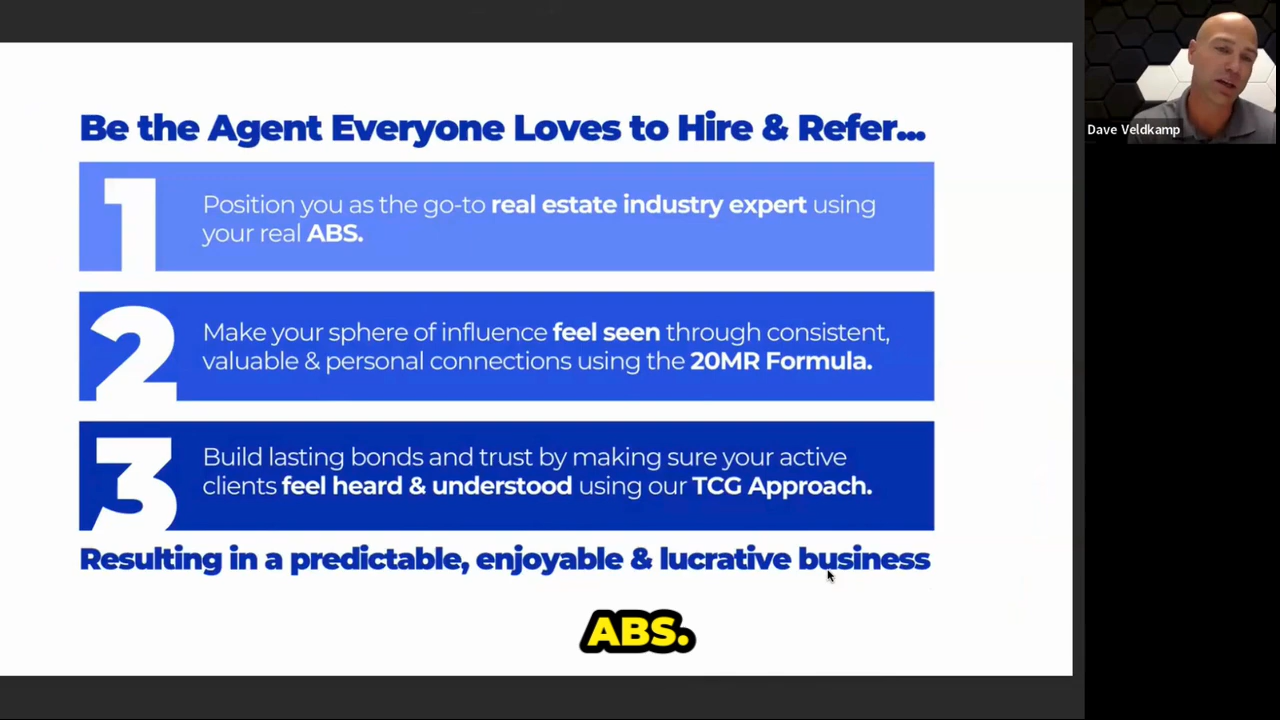 Be the Agent Everyone Loves to Hire & Refer...
1
Position you as the go-to real estate industry expert using
your real ABS.
2
Make your sphere of influence feel seen through consistent,
valuable & personal connections using the 20MR Formula.
3
Build lasting bonds and trust by making sure your active
clients feel heard & understood using our TCG Approach.
Resulting in a predictable, enjoyable & lucrative business
ABS.
Dave Veldkamp